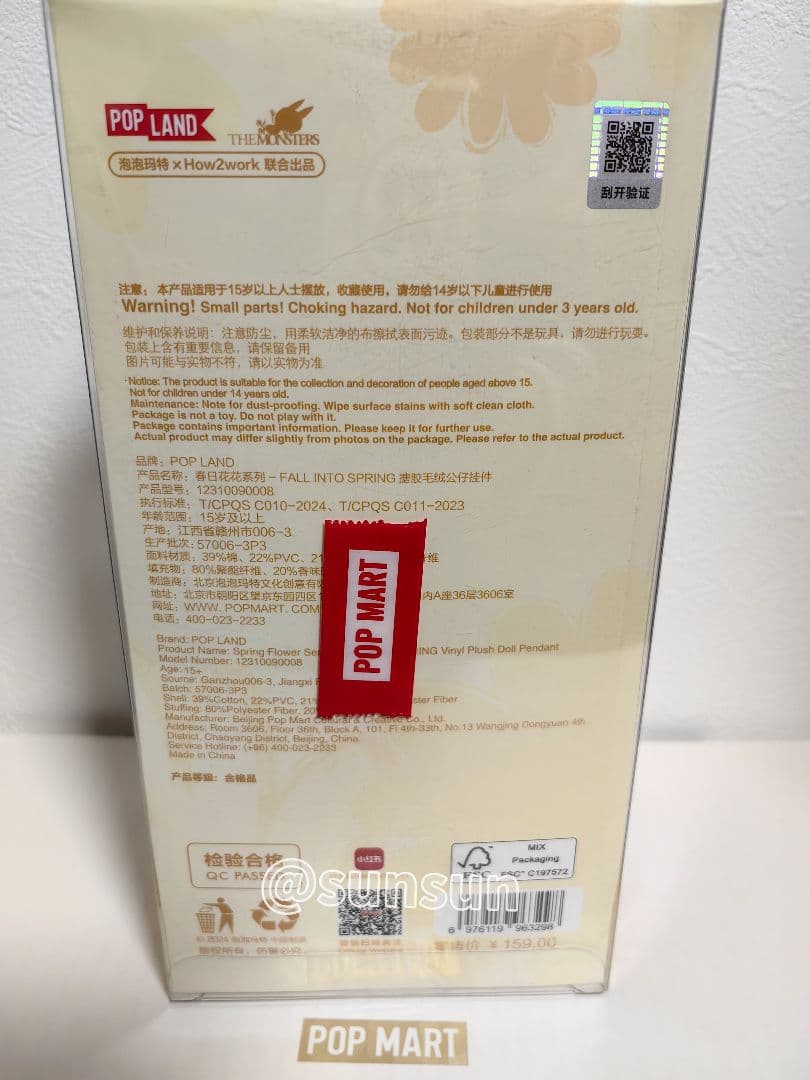 POP LAND
THE MONSTERS
泡泡玛特×How2work 联合出品
刮开验证
注意：本产品适用于15岁以上人士摆放，收藏使用，请勿给14岁以下儿童进行使用
Warning! Small parts! Choking hazard. Not for children under 3 years old.
维护和保养说明：注意防尘，用柔软洁净的布擦拭表面污迹。包装部分不是玩具，请勿进行玩耍。
包装上含有重要信息，请保留备用
图片可能与实物不符，请以实物为准
·Notice: The product is suitable for the collection and decoration of people aged above 15.
Not for children under 14 years old.
Maintenance: Note for dust-proofing. Wipe surface stains with soft clean cloth.
Package is not a toy. Do not play with it.
Package contains important information. Please keep it for further use.
Actual product may differ slightly from photos on the package. Please refer to the actual product.
品牌：POP LAND
产品名称：春日花花系列 – FALL INTO SPRING 搪胶毛绒公仔挂件
产品型号：12310090008
执行标准：T/CPQS C010-2024、T/CPQS C011-2023
年龄范围：15岁及以上
产地：江西省赣州市006-3
生产批次：57006-3P3
面料材质：39%棉、22%PVC、21 纤维
填充物：80%聚酯纤维、20%香味
制造商：北京泡泡玛特文化创意有
地址：北京市朝阳区望京东园四区 内A座36层3606室
网址：WWW. POPMART. COM
电话：400-023-2233
POP MART
Brand: POP LAND
Product Name: Spring Flower Ser ING Vinyl Plush Doll Pendant
Model Number: 12310090008
Age: 15+
Source: Ganzhou006-3, Jiangxi
Batch: 57006-3P3
Shell: 39%Cotton, 22%PVC, 21 ster Fiber
Stuffing: 80%Polyester Fiber, 20
Manufacturer: Beijing Pop Mart Cultural & Creative Co., Ltd.
Address: Room 3606, Floor 36th, Block A, 101, Fl 4th-33th, No.13 Wangjing Dongyuan 4th
District, Chaoyang District, Beijing, China.
Service Hotline: (+86) 400-023-2233
Made in China
产品等级：合格品
检验合格
QC PASSED
小红书
MIX
Packaging
FSC® C197572
@sunsun
6 976119 963298
零售价 ¥ 159.00
POP MART